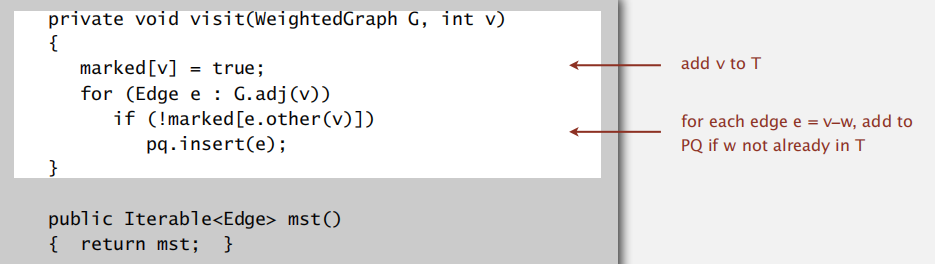 private void visit(WeightedGraph G, int v)
{
marked[v] = true;
for (Edge e : G.adj(v))
if (!marked[e.other(v)])
pq.insert(e);
}
public Iterable<Edge> mst()
{ return mst; }
add v to T
for each edge e = v–w, add to
PQ if w not already in T